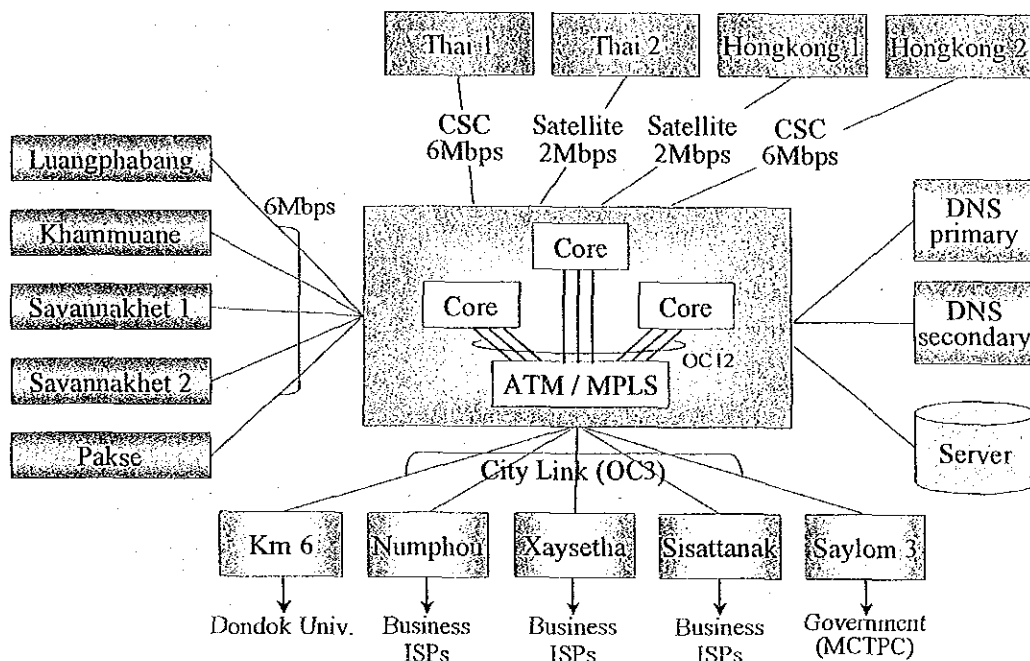 Thai 1
Thai 2
Hongkong 1
Hongkong 2
CSC
6Mbps
Satellite
2Mbps
Satellite
2Mbps
CSC
6Mbps
Luangphabang
Khammuane
Savannakhet 1
Savannakhet 2
Pakse
6Mbps
Core
Core
Core
OC12
ATM / MPLS
DNS
primary
DNS
secondary
Server
City Link (OC3)
Km 6
Numphou
Xaysetha
Sisattanak
Saylom 3
Dondok Univ.
Business
ISPs
Business
ISPs
Business
ISPs
Government
(MCTPC)